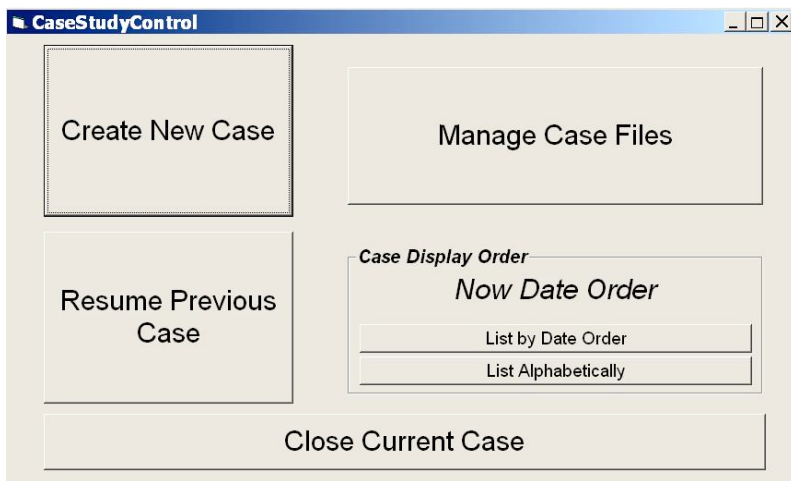 CaseStudyControl
Create New Case
Manage Case Files
Resume Previous
Case
Case Display Order
Now Date Order
List by Date Order
List Alphabetically
Close Current Case